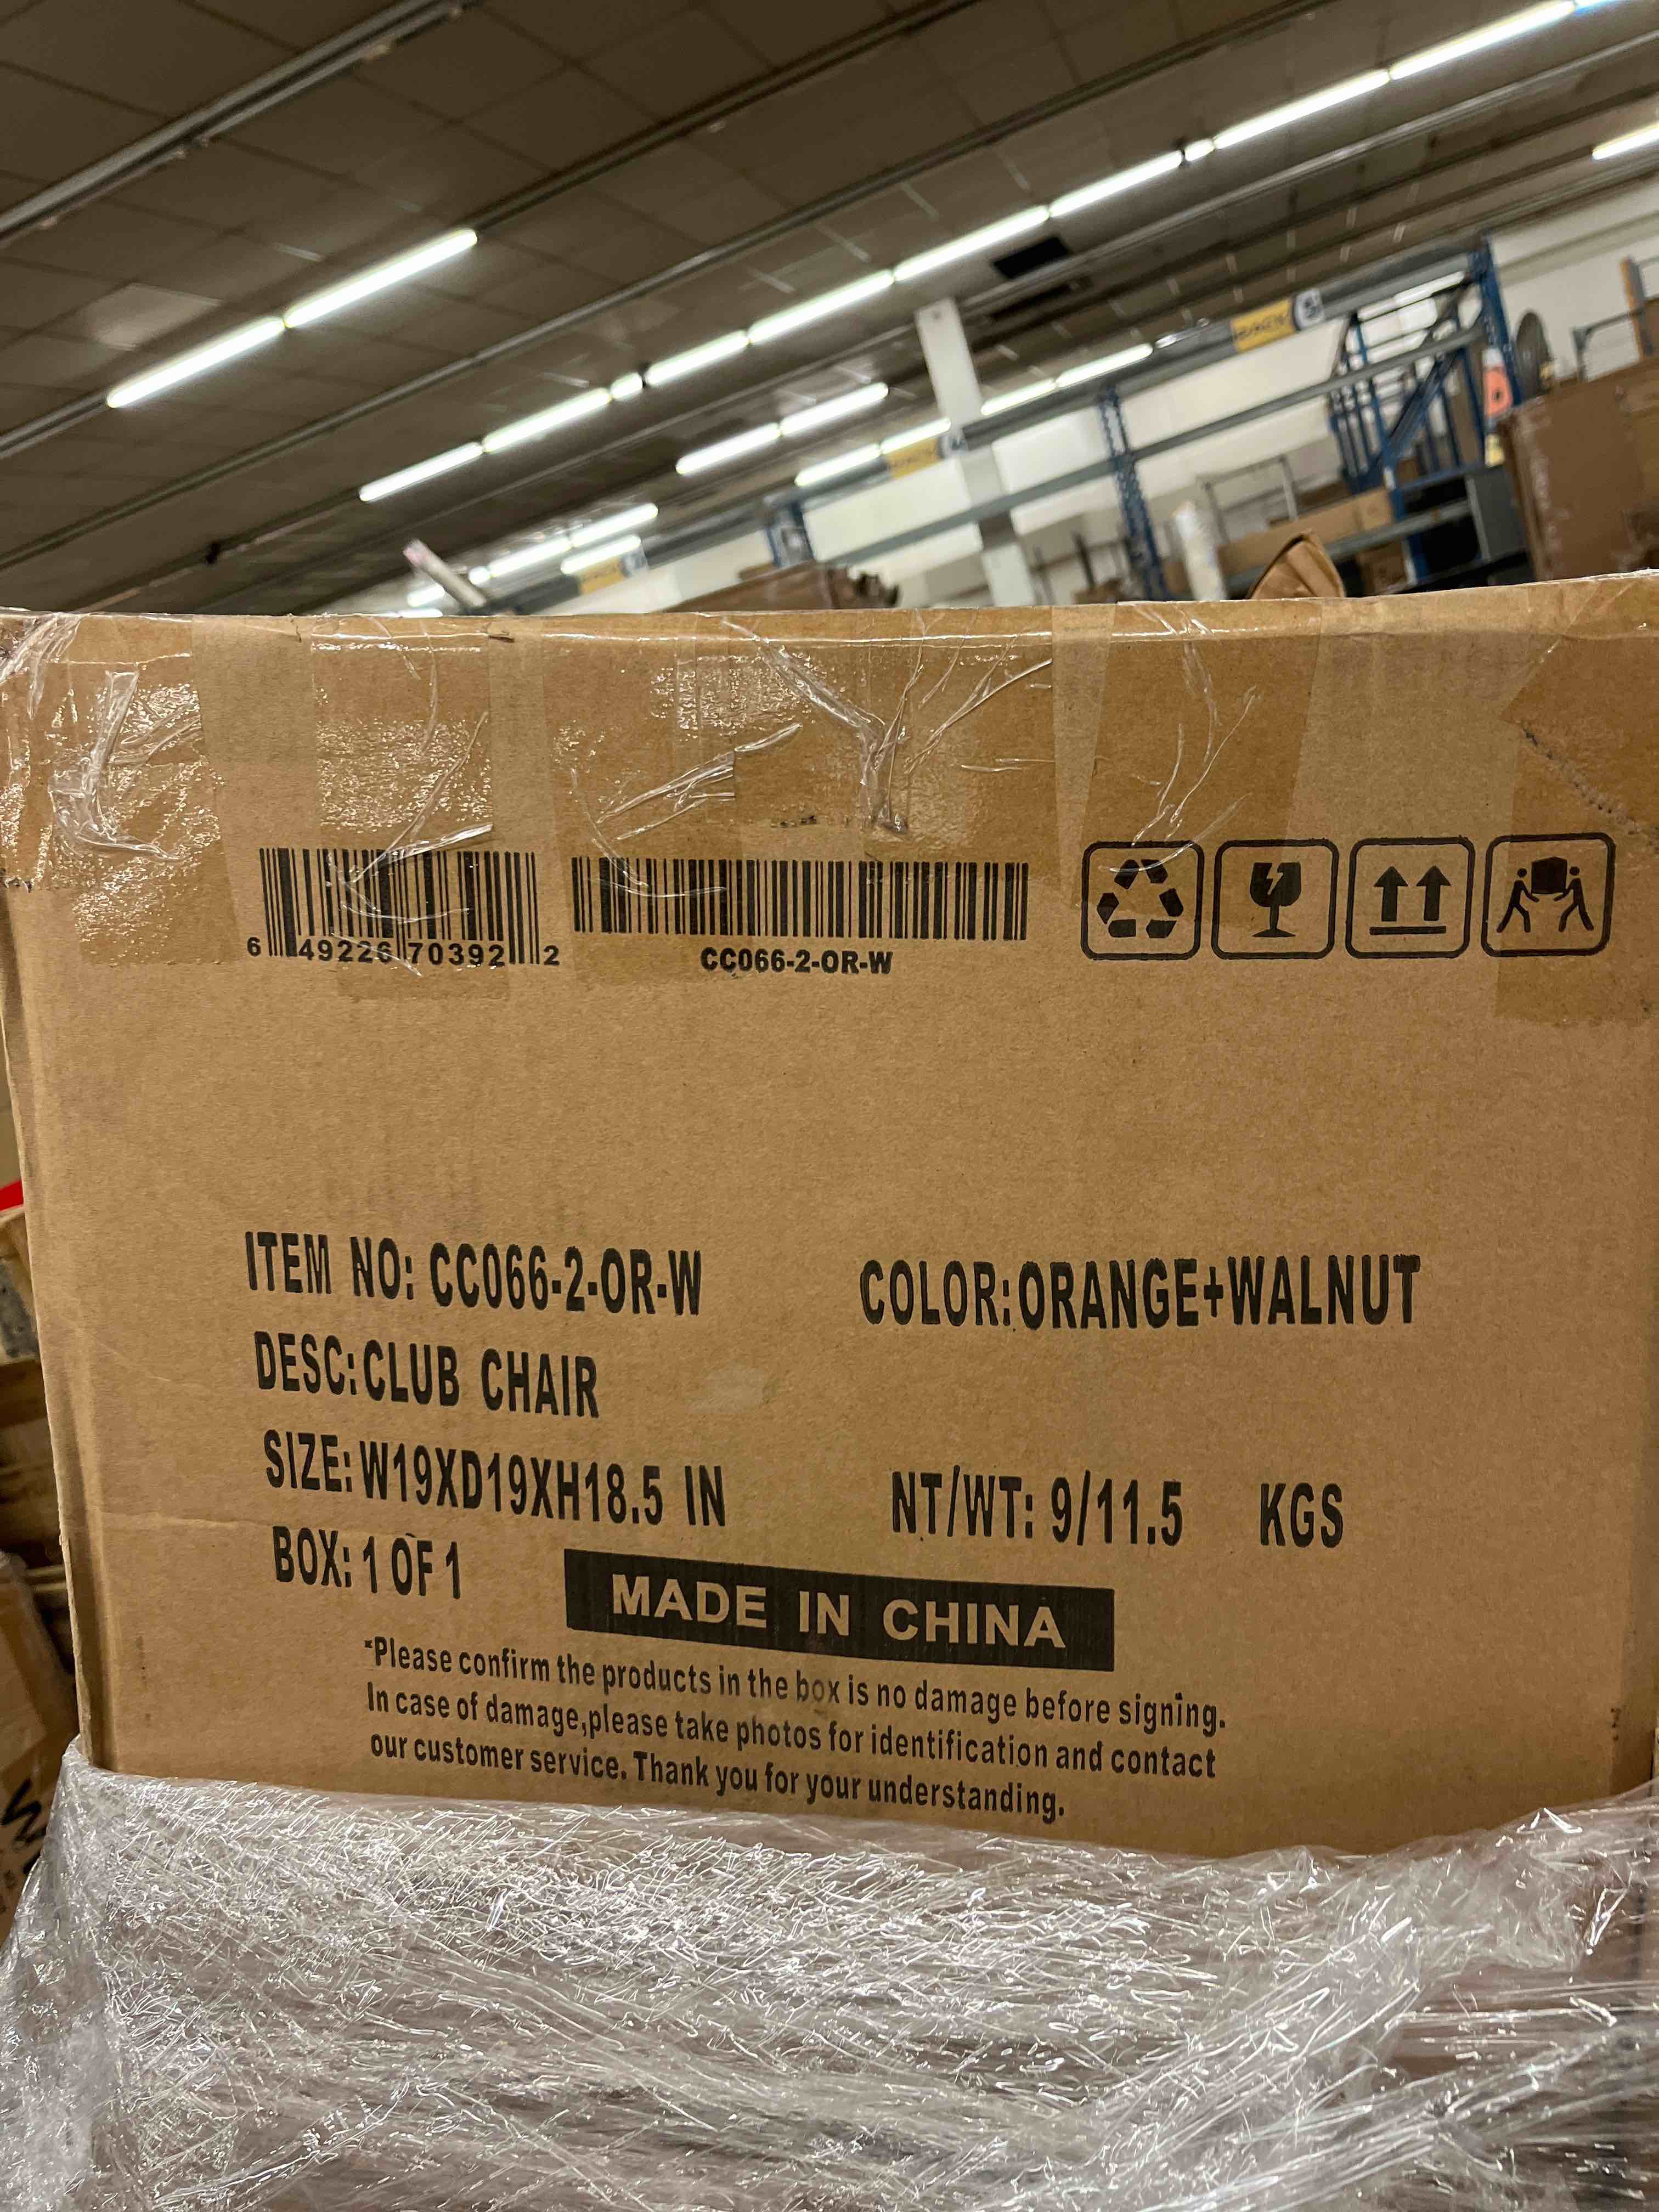 6 49226 70392 2
CC066-2-OR-W
ITEM NO: CC066-2-OR-W
COLOR:ORANGE+WALNUT
DESC:CLUB CHAIR
SIZE:W19XD19XH18.5 IN
NT/WT: 9/11.5 KGS
BOX: 1 OF 1
MADE IN CHINA
*Please confirm the products in the box is no damage before signing.
In case of damage,please take photos for identification and contact
our customer service. Thank you for your understanding.